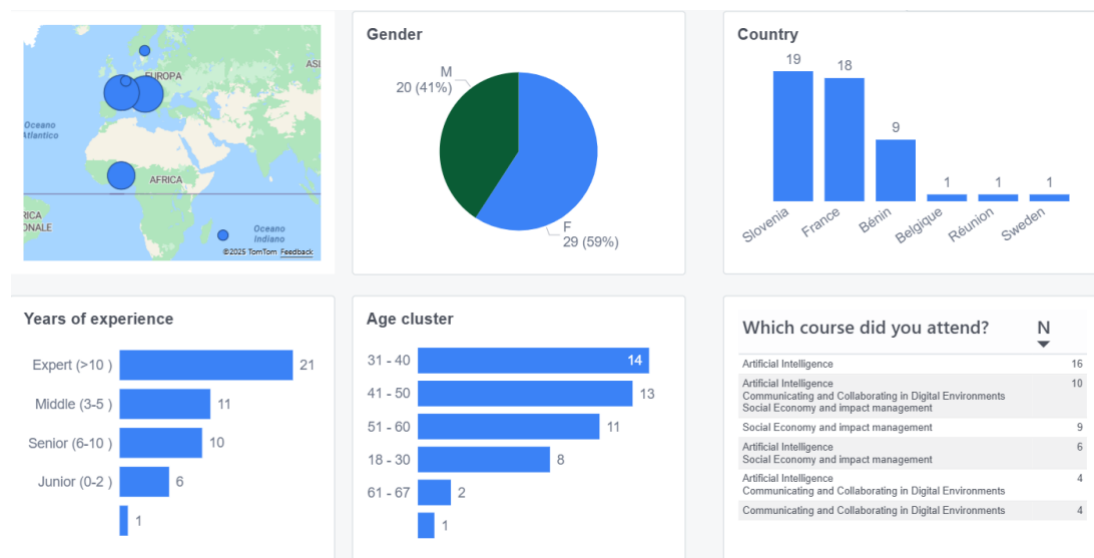 EUROPA
ASI
Oceano
Atlantico
AFRICA
RICA
ONALE
Oceano
Indiano
©2025 TomTom Feedback
Gender
M
20 (41%)
F
29 (59%)
Country
19
18
9
1
1
1
Slovenia
France
Bénin
Belgique
Réunion
Sweden
Years of experience
Expert (>10 )
21
Middle (3-5 )
11
Senior (6-10 )
10
Junior (0-2 )
6
1
Age cluster
31 - 40
14
41 - 50
13
51 - 60
11
18 - 30
8
61 - 67
2
1
Which course did you attend? N
Artificial Intelligence 16
Artificial Intelligence 10
Communicating and Collaborating in Digital Environments
Social Economy and impact management
Social Economy and impact management 9
Artificial Intelligence 6
Social Economy and impact management
Artificial Intelligence 4
Communicating and Collaborating in Digital Environments
Communicating and Collaborating in Digital Environments 4